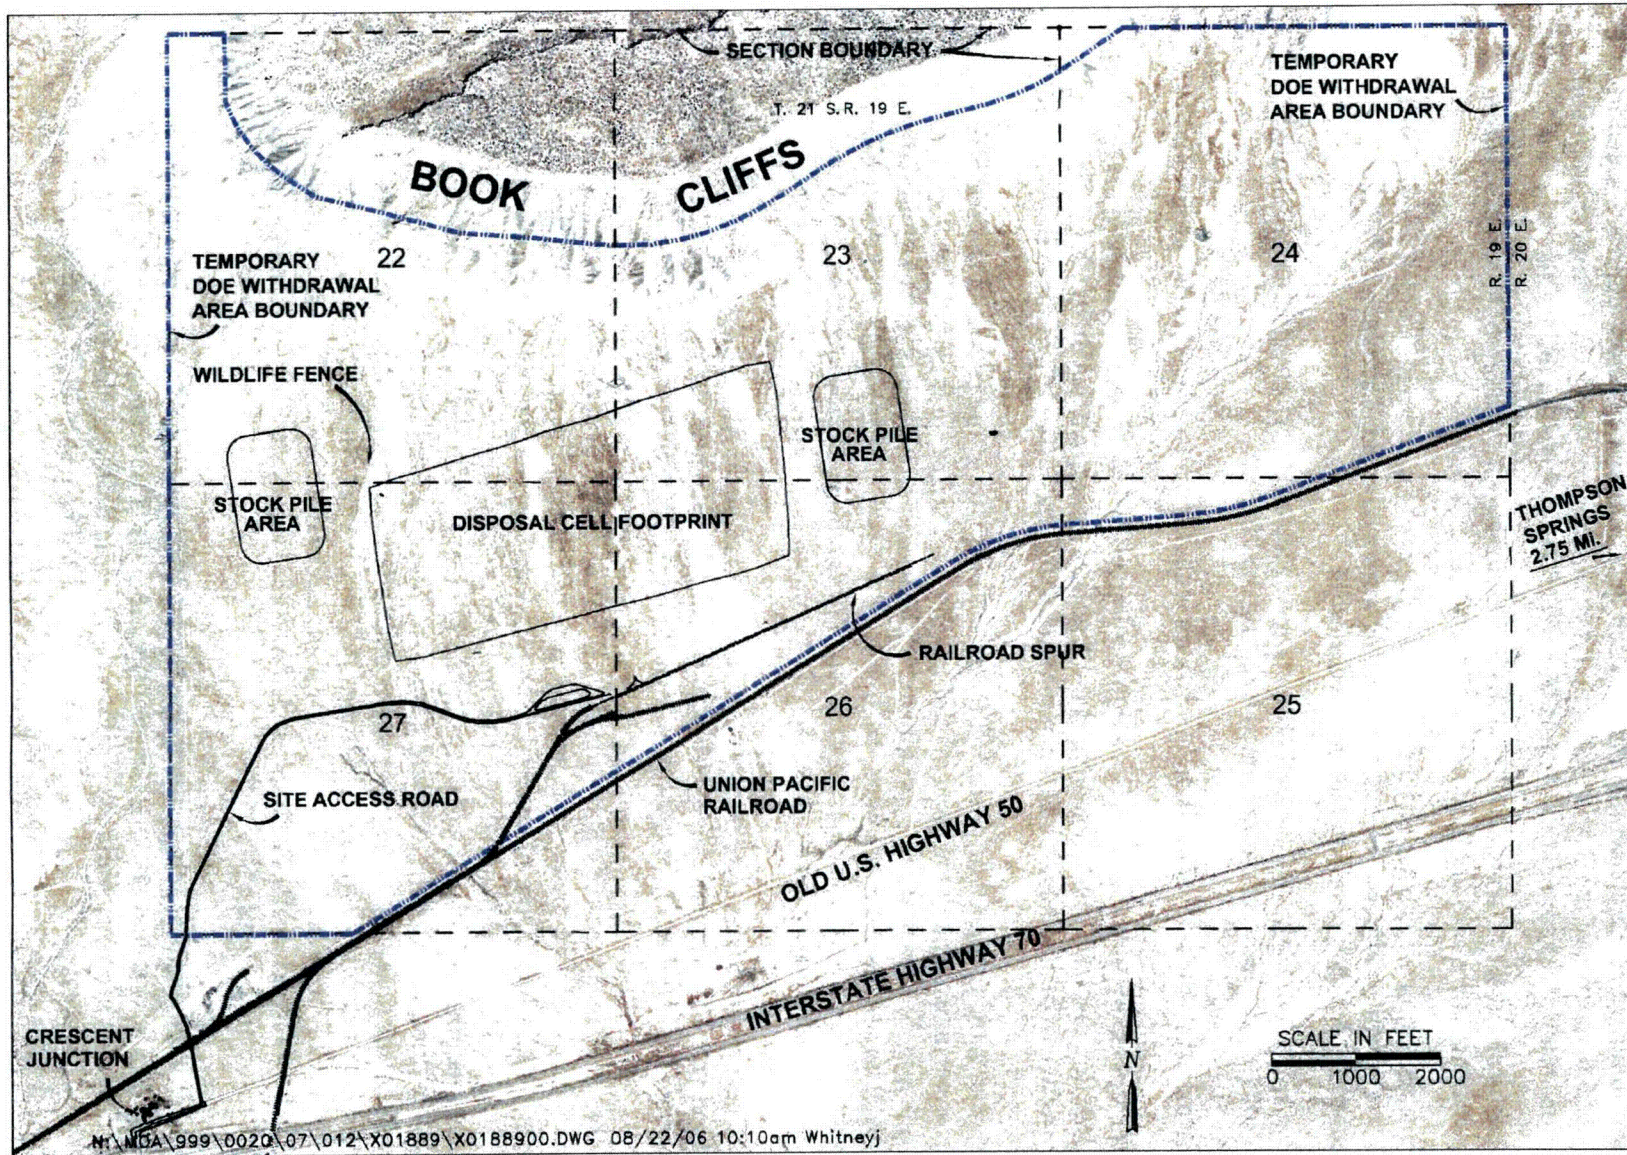 SECTION BOUNDARY
TEMPORARY
DOE WITHDRAWAL
AREA BOUNDARY
T. 21 S. R. 19 E.
BOOK
CLIFFS
22
23
24
R. 19 E.
R. 20 E.
TEMPORARY
DOE WITHDRAWAL
AREA BOUNDARY
WILDLIFE FENCE
STOCK PILE
AREA
STOCK PILE
AREA
DISPOSAL CELL FOOTPRINT
THOMPSON
SPRINGS
2.75 Mi.
RAILROAD SPUR
27
26
25
SITE ACCESS ROAD
UNION PACIFIC
RAILROAD
OLD U.S. HIGHWAY 50
INTERSTATE HIGHWAY 70
CRESCENT
JUNCTION
N
SCALE IN FEET
0 1000 2000
N:\MOA\999\0020\07\012\X01889\X0188900.DWG 08/22/06 10:10am Whitneyj